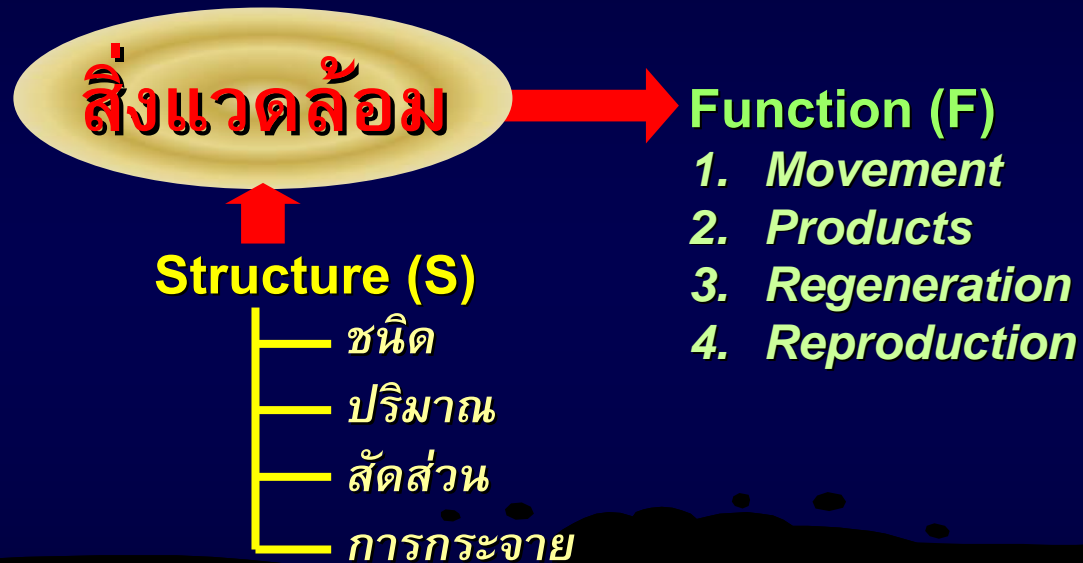 สิ่งแวดล้อม
Structure (S)
ชนิด
ปริมาณ
สัดส่วน
การกระจาย
Function (F)
1. Movement
2. Products
3. Regeneration
4. Reproduction